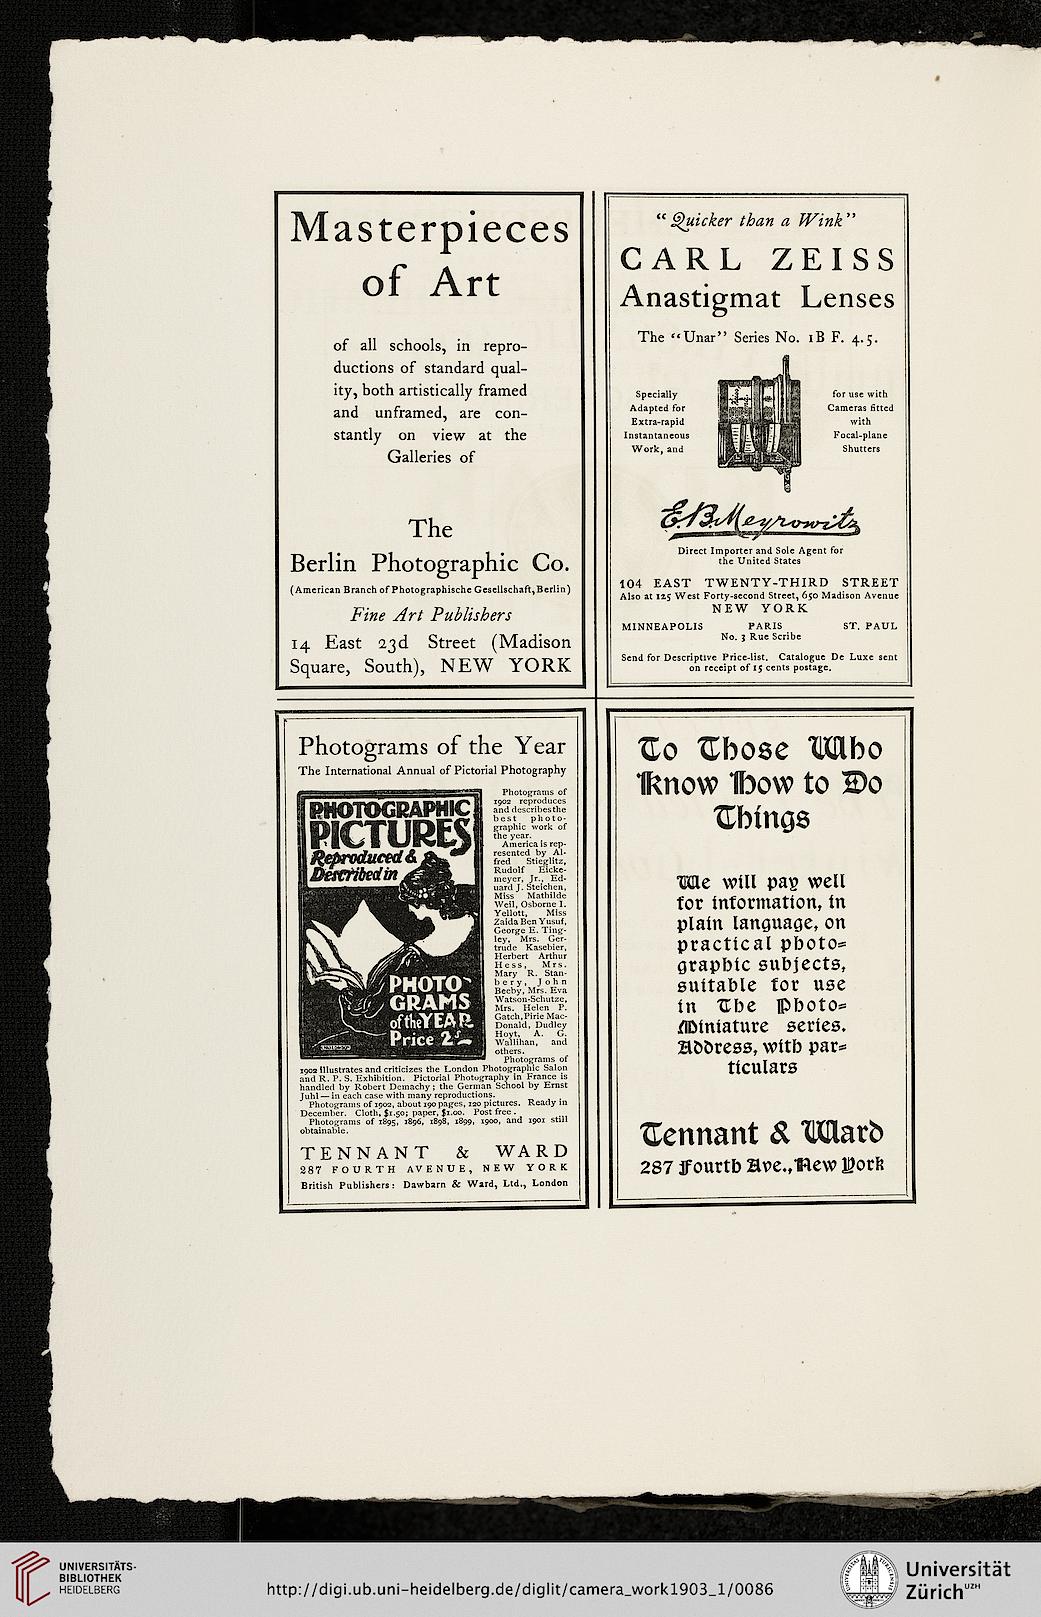 Masterpieces
of Art
of all schools, in repro-
ductions of standard qual-
ity, both artistically framed
and unframed, are con-
stantly on view at the
Galleries of
The
Berlin Photographic Co.
(American Branch of Photographische Gesellschaft, Berlin)
Fine Art Publishers
14 East 23d Street (Madison
Square, South), NEW YORK
“Quicker than a Wink”
CARL ZEISS
Anastigmat Lenses
The “Unar” Series No. 1B F. 4.5.
Specially
Adapted for
Extra-rapid
Instantaneous
Work, and
for use with
Cameras fitted
with
Focal-plane
Shutters
E.B. Meyrowitz
Direct Importer and Sole Agent for
the United States
104 EAST TWENTY-THIRD STREET
Also at 125 West Forty-second Street, 650 Madison Avenue
NEW YORK
MINNEAPOLIS PARIS ST. PAUL
No. 3 Rue Scribe
Send for Descriptive Price-list. Catalogue De Luxe sent
on receipt of 15 cents postage.
Photograms of the Year
The International Annual of Pictorial Photography
PHOTOGRAPHIC
PICTURES
Reproduced &
Described in
PHOTO-
GRAMS
of the YEAR
Price 2s/-
Photograms of
1902 reproduces
and describes the
best photo-
graphic work of
the year.
America is rep-
resented by Al-
fred Stieglitz,
Rudolf Eicke-
meyer, Jr., Ed-
uard J. Steichen,
Miss Mathilde
Weil, Osborne I.
Yellott, Miss
Zaida Ben Yusuf,
George E. Ting-
ley, Mrs. Ger-
trude Kasebier,
Herbert Arthur
Hess, Mrs.
Mary R. Stan-
bery, John
Beeby, Mrs. Eva
Watson-Schutze,
Mrs. Helen P.
Gatch, Pirie Mac-
Donald, Dudley
Hoyt, A. G.
Wallihan, and
others.
Photograms of
1902 illustrates and criticizes the London Photographic Salon
and R. P. S. Exhibition. Pictorial Photography in France is
handled by Robert Demachy; the German School by Ernst
Juhl — in each case with many reproductions.
Photograms of 1902, about 190 pages, 120 pictures. Ready in
December. Cloth, $1.50; paper, $1.00. Post free.
Photograms of 1895, 1896, 1898, 1899, 1900, and 1901 still
obtainable.
TENNANT & WARD
287 FOURTH AVENUE, NEW YORK
British Publishers: Dawbarn & Ward, Ltd., London
To Those Who
Know How to Do
Things
We will pay well
for information, in
plain language, on
practical photo-
graphic subjects,
suitable for use
in The Photo-
Miniature series.
Address, with par-
ticulars
Tennant & Ward
287 Fourth Ave., New York
UNIVERSITÄTS-
BIBLIOTHEK
HEIDELBERG
http://digi.ub.uni-heidelberg.de/diglit/camera_work1903_1/0086
Universität
Zürich UZH